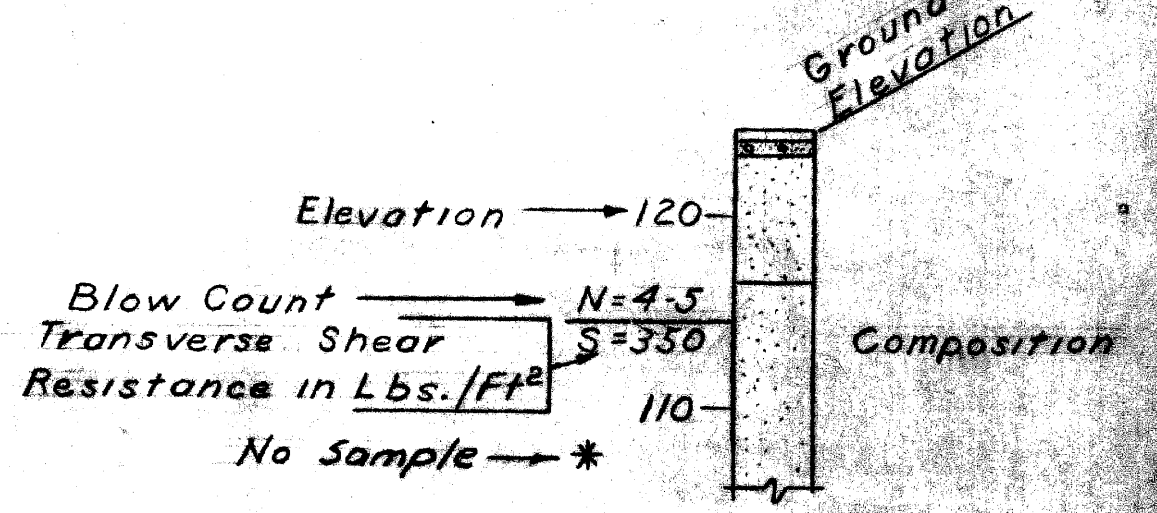 Ground
Elevation
Elevation 120
Blow Count N=4-5
Transverse Shear S=350
Resistance in Lbs./Ft²
Composition
110
No Sample *